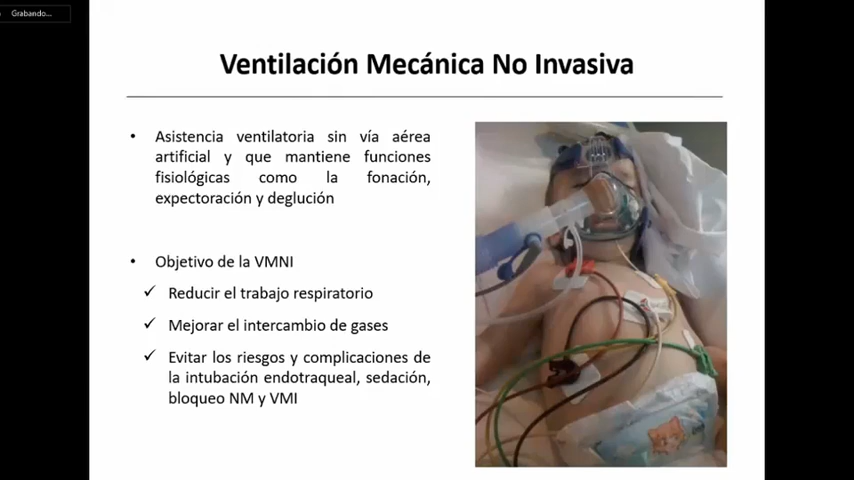 Grabando...
Ventilación Mecánica No Invasiva
• Asistencia ventilatoria sin vía aérea
artificial y que mantiene funciones
fisiológicas como la fonación,
expectoración y deglución
• Objetivo de la VMNI
✓ Reducir el trabajo respiratorio
✓ Mejorar el intercambio de gases
✓ Evitar los riesgos y complicaciones de
la intubación endotraqueal, sedación,
bloqueo NM y VMI